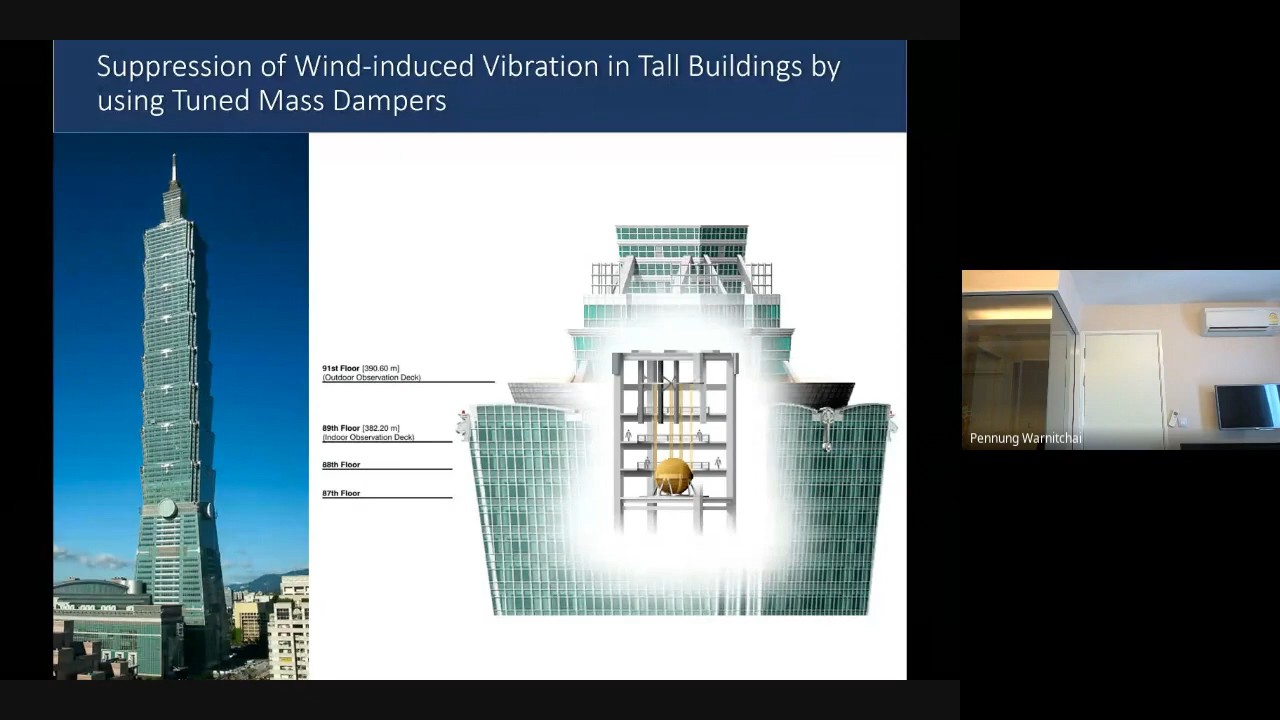 Suppression of Wind-induced Vibration in Tall Buildings by
using Tuned Mass Dampers
91st Floor [390.60 m]
(Outdoor Observation Deck)
89th Floor [382.20 m]
(Indoor Observation Deck)
88th Floor
87th Floor
Pennung Warnitchai